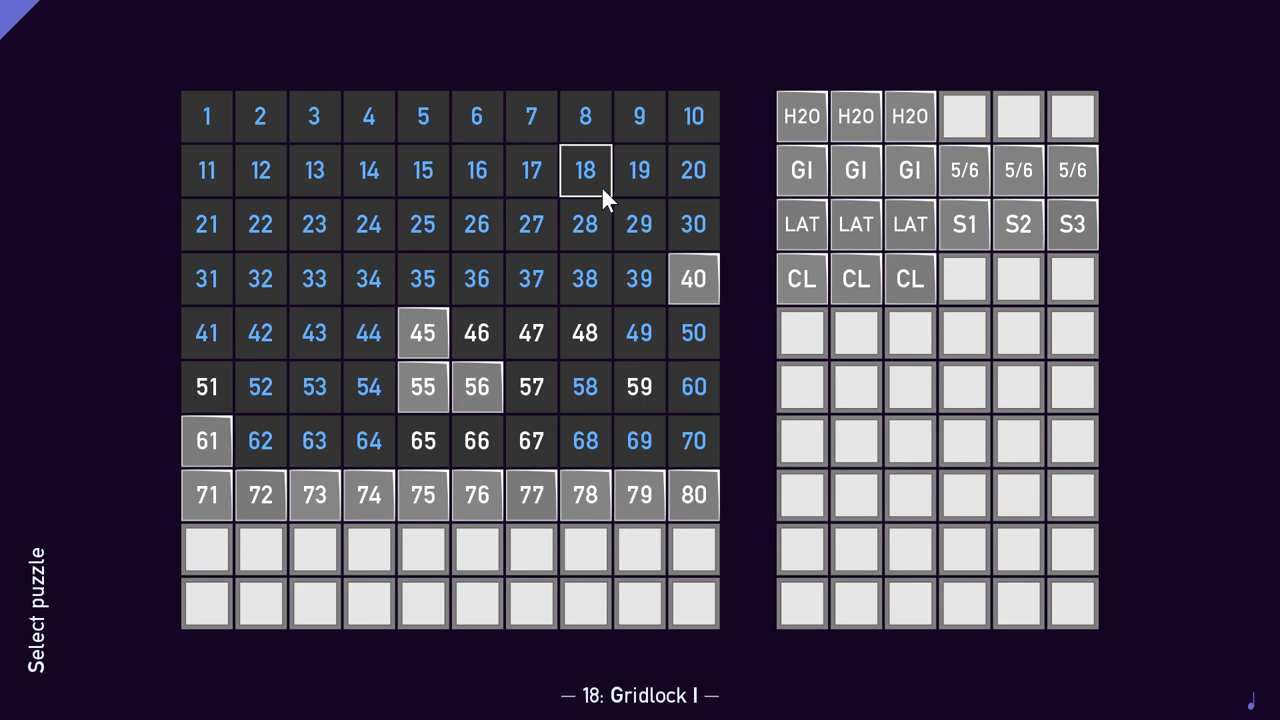 1 2 3 4 5 6 7 8 9 10 H2O H2O H2O
11 12 13 14 15 16 17 18 19 20 GI GI GI 5/6 5/6 5/6
21 22 23 24 25 26 27 28 29 30 LAT LAT LAT S1 S2 S3
31 32 33 34 35 36 37 38 39 40 CL CL CL
41 42 43 44 45 46 47 48 49 50
51 52 53 54 55 56 57 58 59 60
61 62 63 64 65 66 67 68 69 70
71 72 73 74 75 76 77 78 79 80
Select puzzle
— 18: Gridlock I —